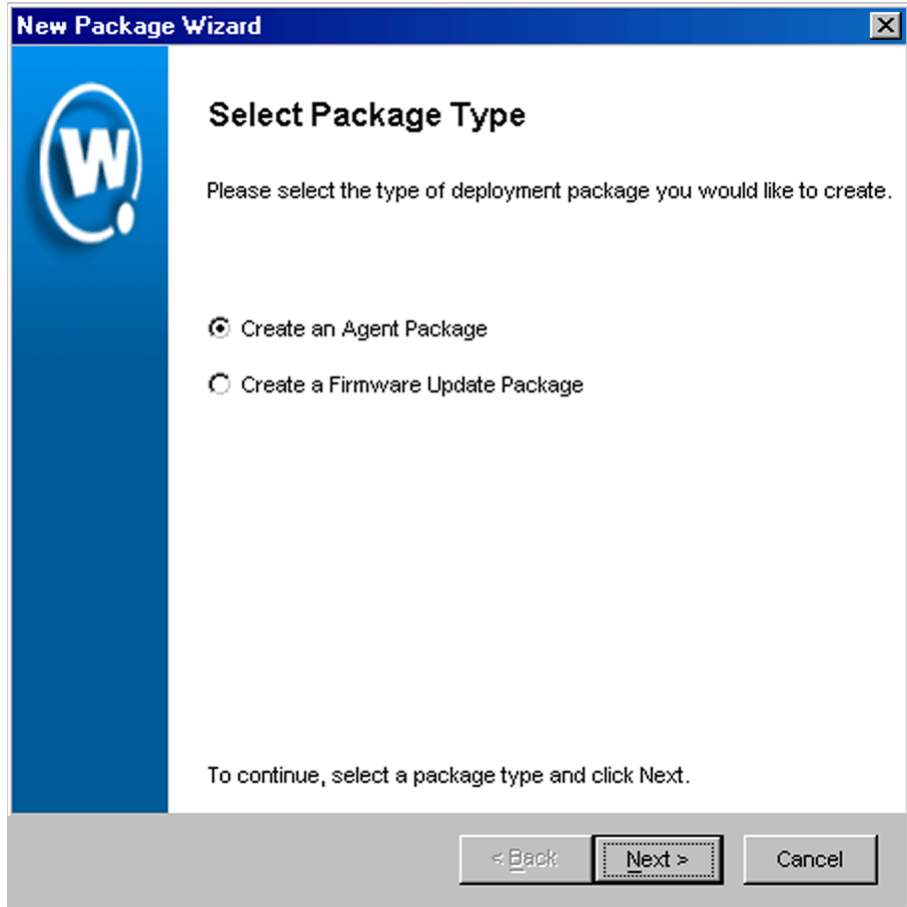 New Package Wizard
W
Select Package Type
Please select the type of deployment package you would like to create.
Create an Agent Package
Create a Firmware Update Package
To continue, select a package type and click Next.
< Back
Next >
Cancel